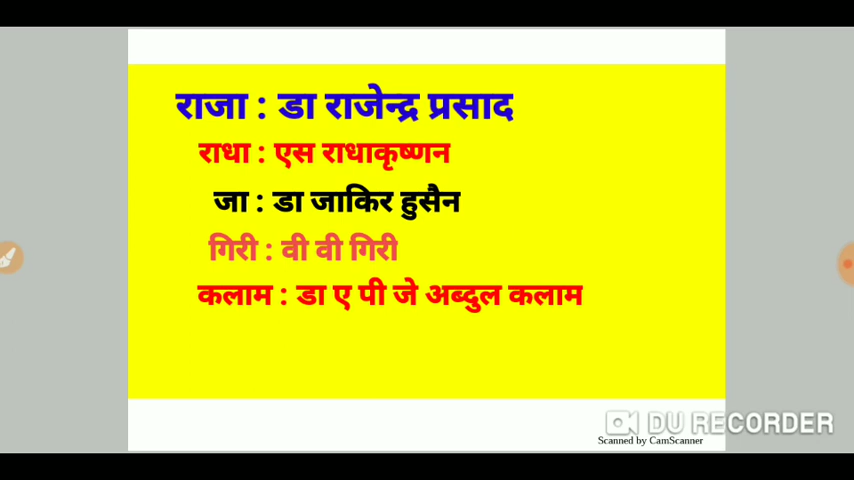 राजा : डा राजेन्द्र प्रसाद
राधा : एस राधाकृष्णन
जा : डा जाकिर हुसैन
गिरी : वी वी गिरी
कलाम : डा ए पी जे अब्दुल कलाम
DU RECORDER
Scanned by CamScanner